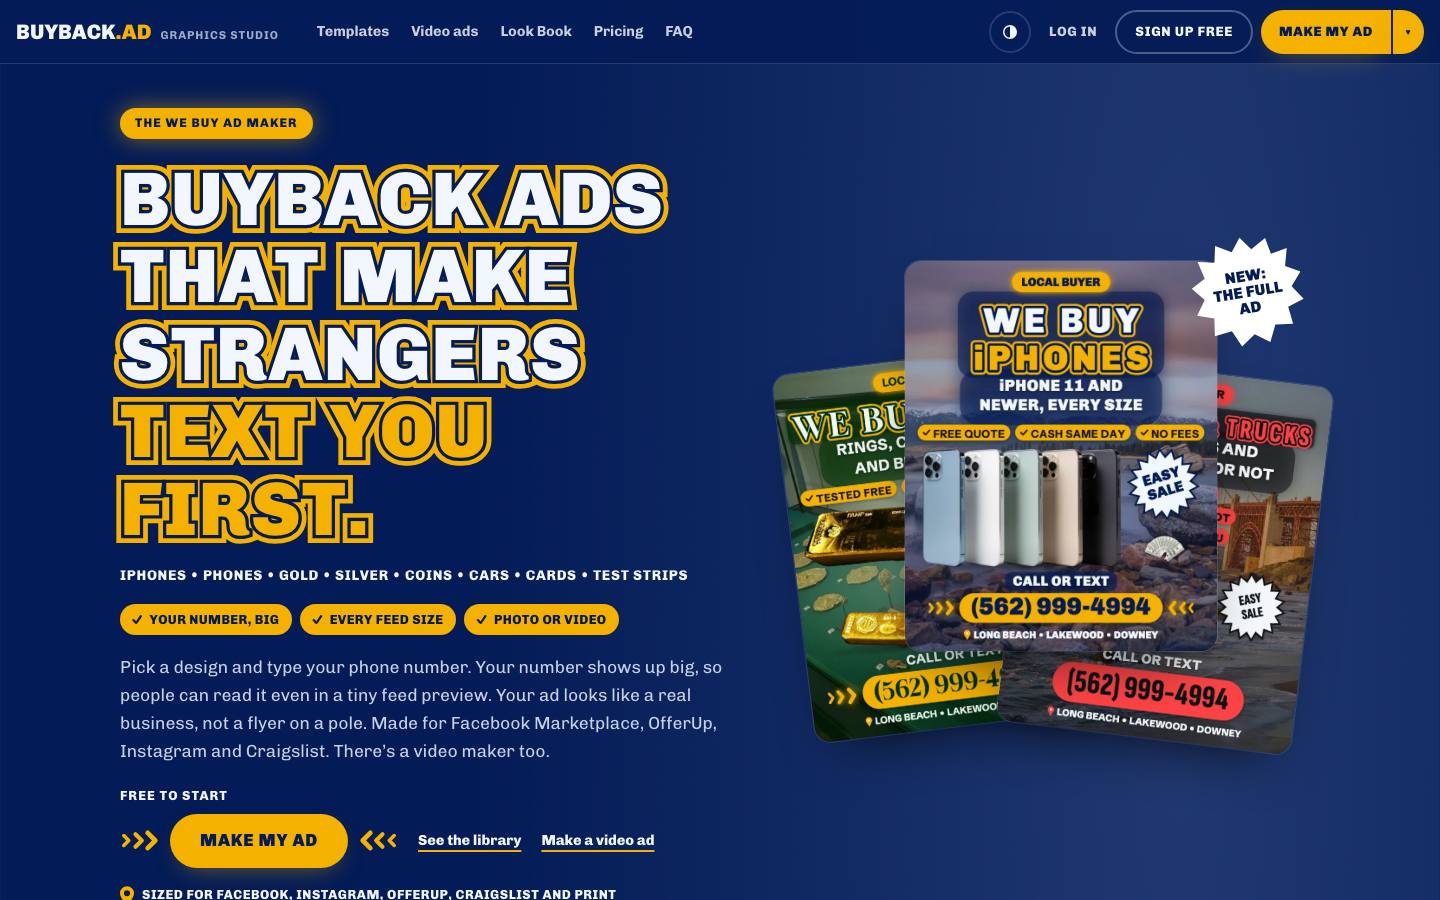 BUYBACK.AD GRAPHICS STUDIO
Templates Video ads Look Book Pricing FAQ
LOG IN
SIGN UP FREE
MAKE MY AD
THE WE BUY AD MAKER
BUYBACK ADS
THAT MAKE
STRANGERS
TEXT YOU
FIRST.
IPHONES • PHONES • GOLD • SILVER • COINS • CARS • CARDS • TEST STRIPS
YOUR NUMBER, BIG
EVERY FEED SIZE
PHOTO OR VIDEO
Pick a design and type your phone number. Your number shows up big, so
people can read it even in a tiny feed preview. Your ad looks like a real
business, not a flyer on a pole. Made for Facebook Marketplace, OfferUp,
Instagram and Craigslist. There's a video maker too.
FREE TO START
MAKE MY AD
See the library
Make a video ad
SIZED FOR FACEBOOK, INSTAGRAM, OFFERUP, CRAIGSLIST AND PRINT
NEW:
THE FULL
AD
LOCAL BUYER
WE BUY
iPHONES
iPHONE 11 AND
NEWER, EVERY SIZE
FREE QUOTE
CASH SAME DAY
NO FEES
EASY
SALE
CALL OR TEXT
(562) 999-4994
LONG BEACH • LAKEWOOD • DOWNEY
WE BU
RINGS, C
AND B
TESTED FREE
CALL OR TEXT
(562) 999-4
LONG BEACH • LAKEWOO
TRUCKS
AND
OR NOT
EASY
SALE
CALL OR TEXT
(562) 999-4994
LONG BEACH • LAKEWOOD • DOWNEY